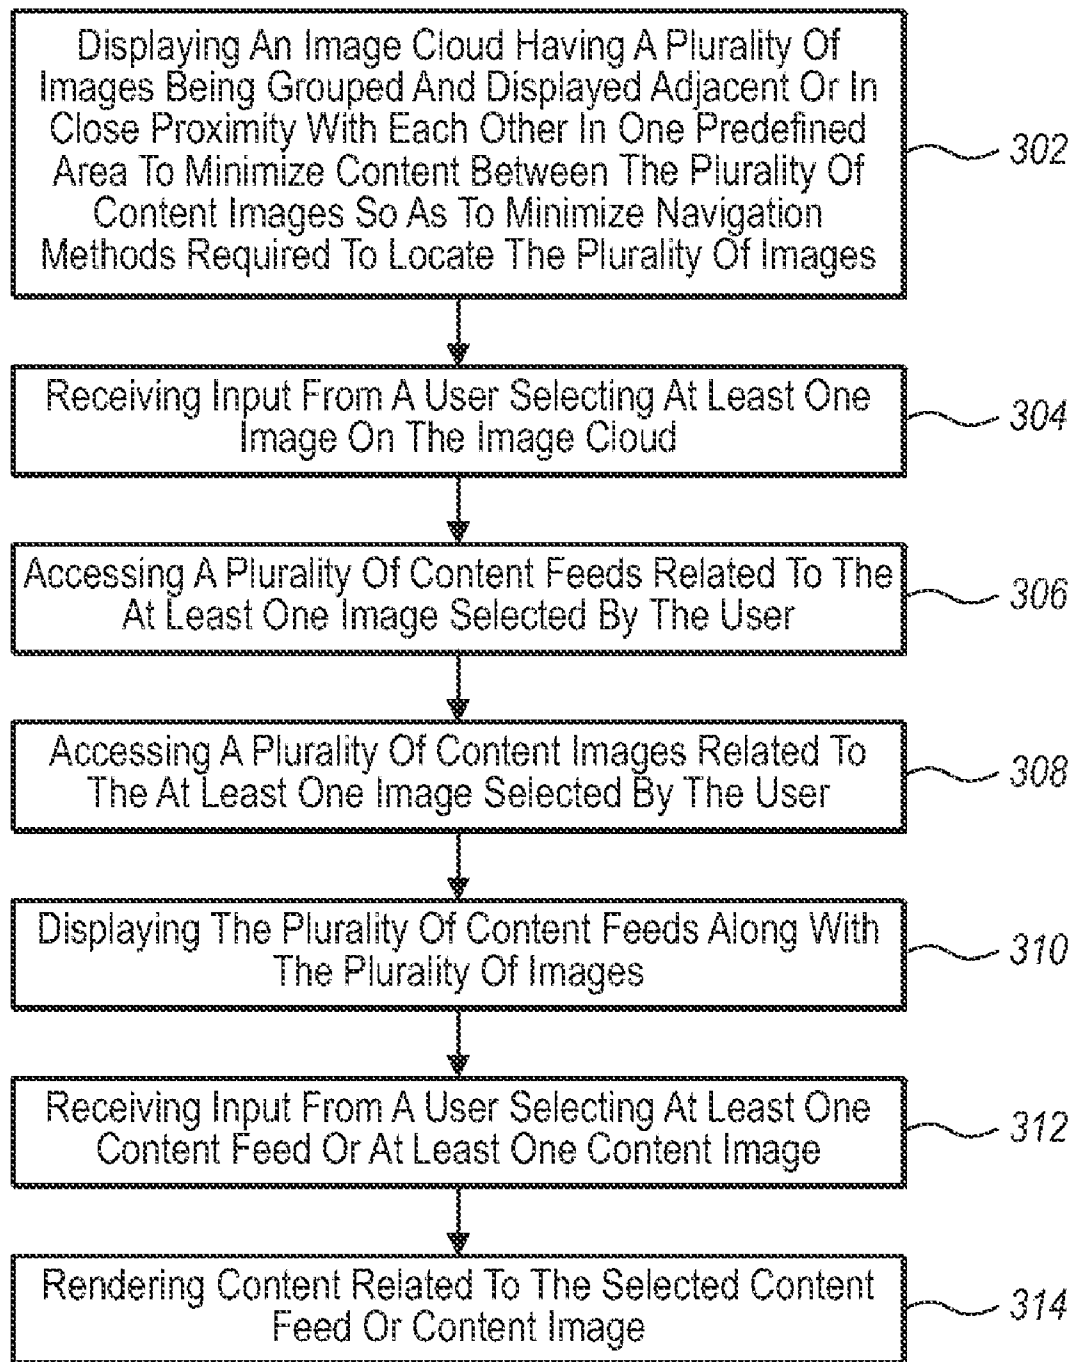 Displaying An Image Cloud Having A Plurality Of
Images Being Grouped And Displayed Adjacent Or In
Close Proximity With Each Other In One Predefined
Area To Minimize Content Between The Plurality Of
Content Images So As To Minimize Navigation
Methods Required To Locate The Plurality Of Images
302
Receiving Input From A User Selecting At Least One
Image On The Image Cloud
304
Accessing A Plurality Of Content Feeds Related To The
At Least One Image Selected By The User
306
Accessing A Plurality Of Content Images Related To
The At Least One Image Selected By The User
308
Displaying The Plurality Of Content Feeds Along With
The Plurality Of Images
310
Receiving Input From A User Selecting At Least One
Content Feed Or At Least One Content Image
312
Rendering Content Related To The Selected Content
Feed Or Content Image
314